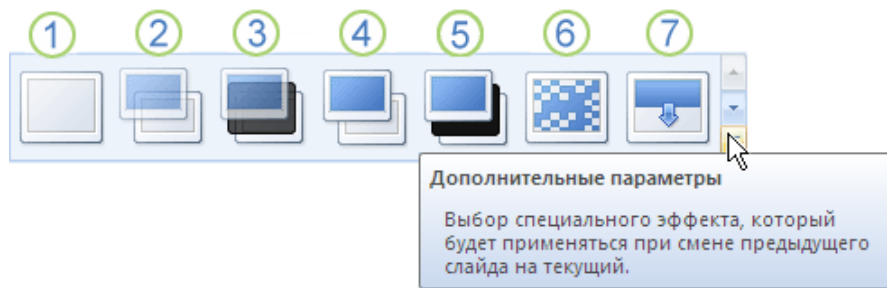 1 2 3 4 5 6 7
Дополнительные параметры
Выбор специального эффекта, который
будет применяться при смене предыдущего
слайда на текущий.